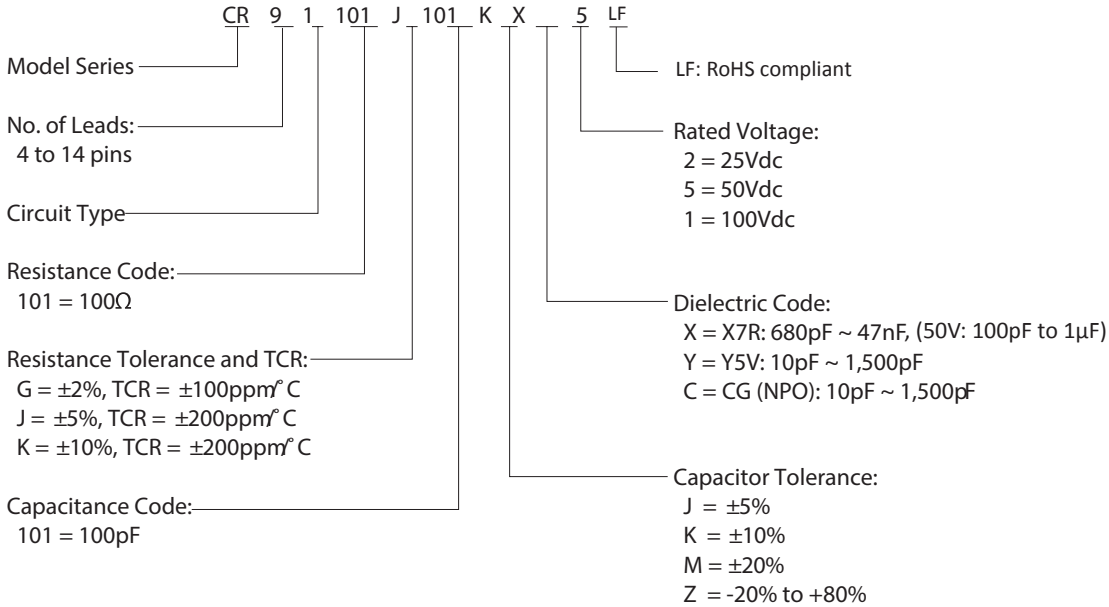 CR 9 1 101 J 101 K X 5 LF
Model Series
No. of Leads:
4 to 14 pins
Circuit Type
Resistance Code:
101 = 100Ω
Resistance Tolerance and TCR:
G = ±2%, TCR = ±100ppm/°C
J = ±5%, TCR = ±200ppm/°C
K = ±10%, TCR = ±200ppm/°C
Capacitance Code:
101 = 100pF
LF: RoHS compliant
Rated Voltage:
2 = 25Vdc
5 = 50Vdc
1 = 100Vdc
Dielectric Code:
X = X7R: 680pF ~ 47nF, (50V: 100pF to 1µF)
Y = Y5V: 10pF ~ 1,500pF
C = CG (NPO): 10pF ~ 1,500pF
Capacitor Tolerance:
J = ±5%
K = ±10%
M = ±20%
Z = -20% to +80%